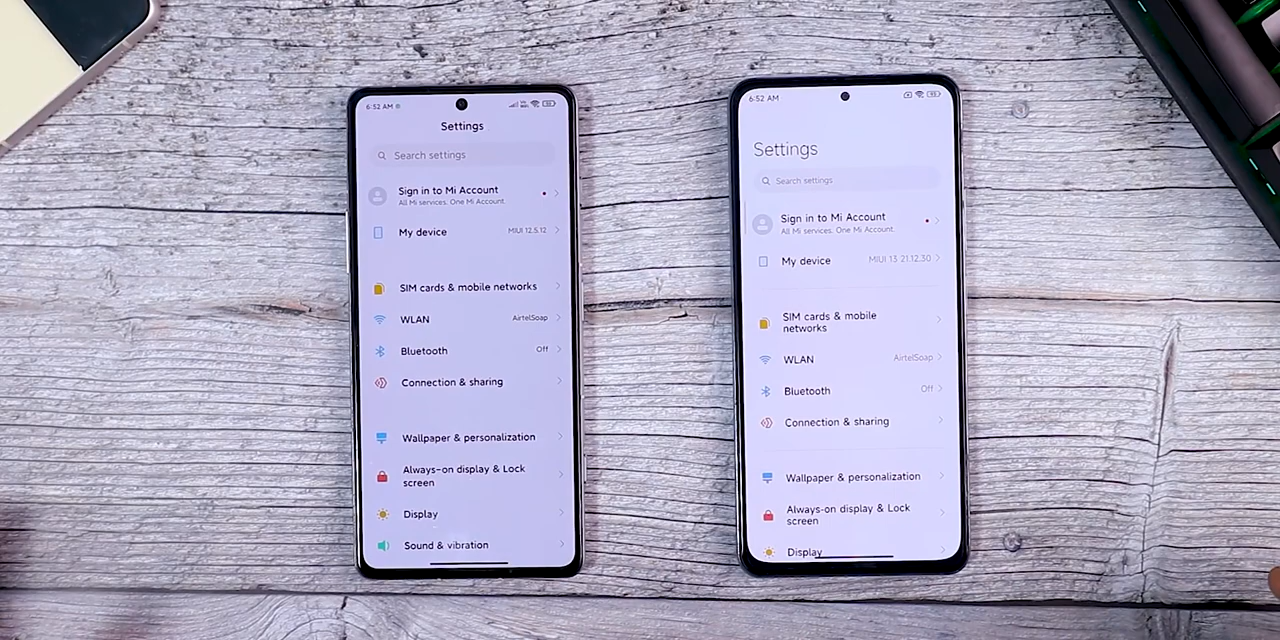 6:52 AM
Settings
Search settings
Sign in to Mi Account
All Mi services. One Mi Account.
My device
MIUI 12.5.12
SIM cards & mobile networks
WLAN
AirtelSoap
Bluetooth
Off
Connection & sharing
Wallpaper & personalization
Always-on display & Lock
screen
Display
Sound & vibration
6:52 AM
Settings
Search settings
Sign in to Mi Account
All Mi services. One Mi Account.
My device
MIUI 13 21.12.30
SIM cards & mobile
networks
WLAN
AirtelSoap
Bluetooth
Off
Connection & sharing
Wallpaper & personalization
Always-on display & Lock
screen
Display